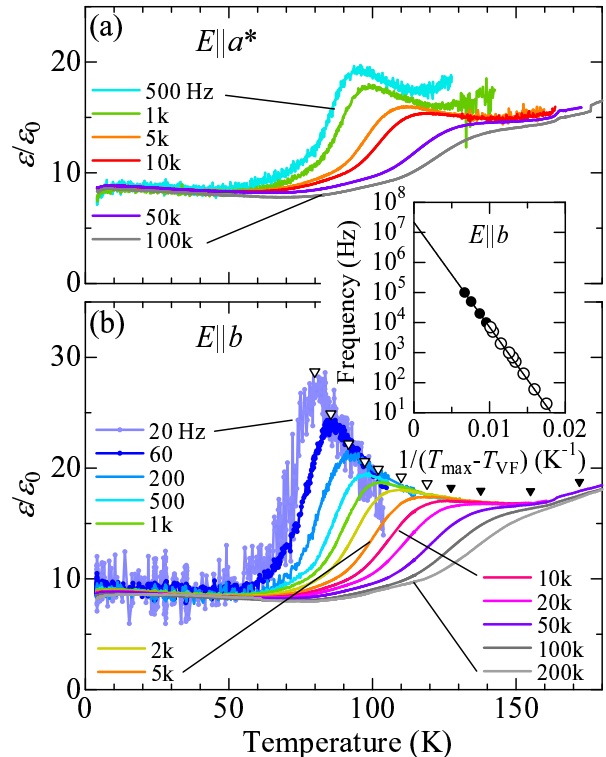 (a)
E||a*
20
15
10
5
0
ε/ε0
500 Hz
1k
5k
10k
50k
100k
E||b
10^8
10^7
10^6
10^5
10^4
10^3
10^2
10^1
Frequency (Hz)
0
0.01
0.02
1/(Tmax-TVF) (K^-1)
(b)
E||b
30
20
10
0
ε/ε0
20 Hz
60
200
500
1k
2k
5k
10k
20k
50k
100k
200k
0
50
100
150
Temperature (K)